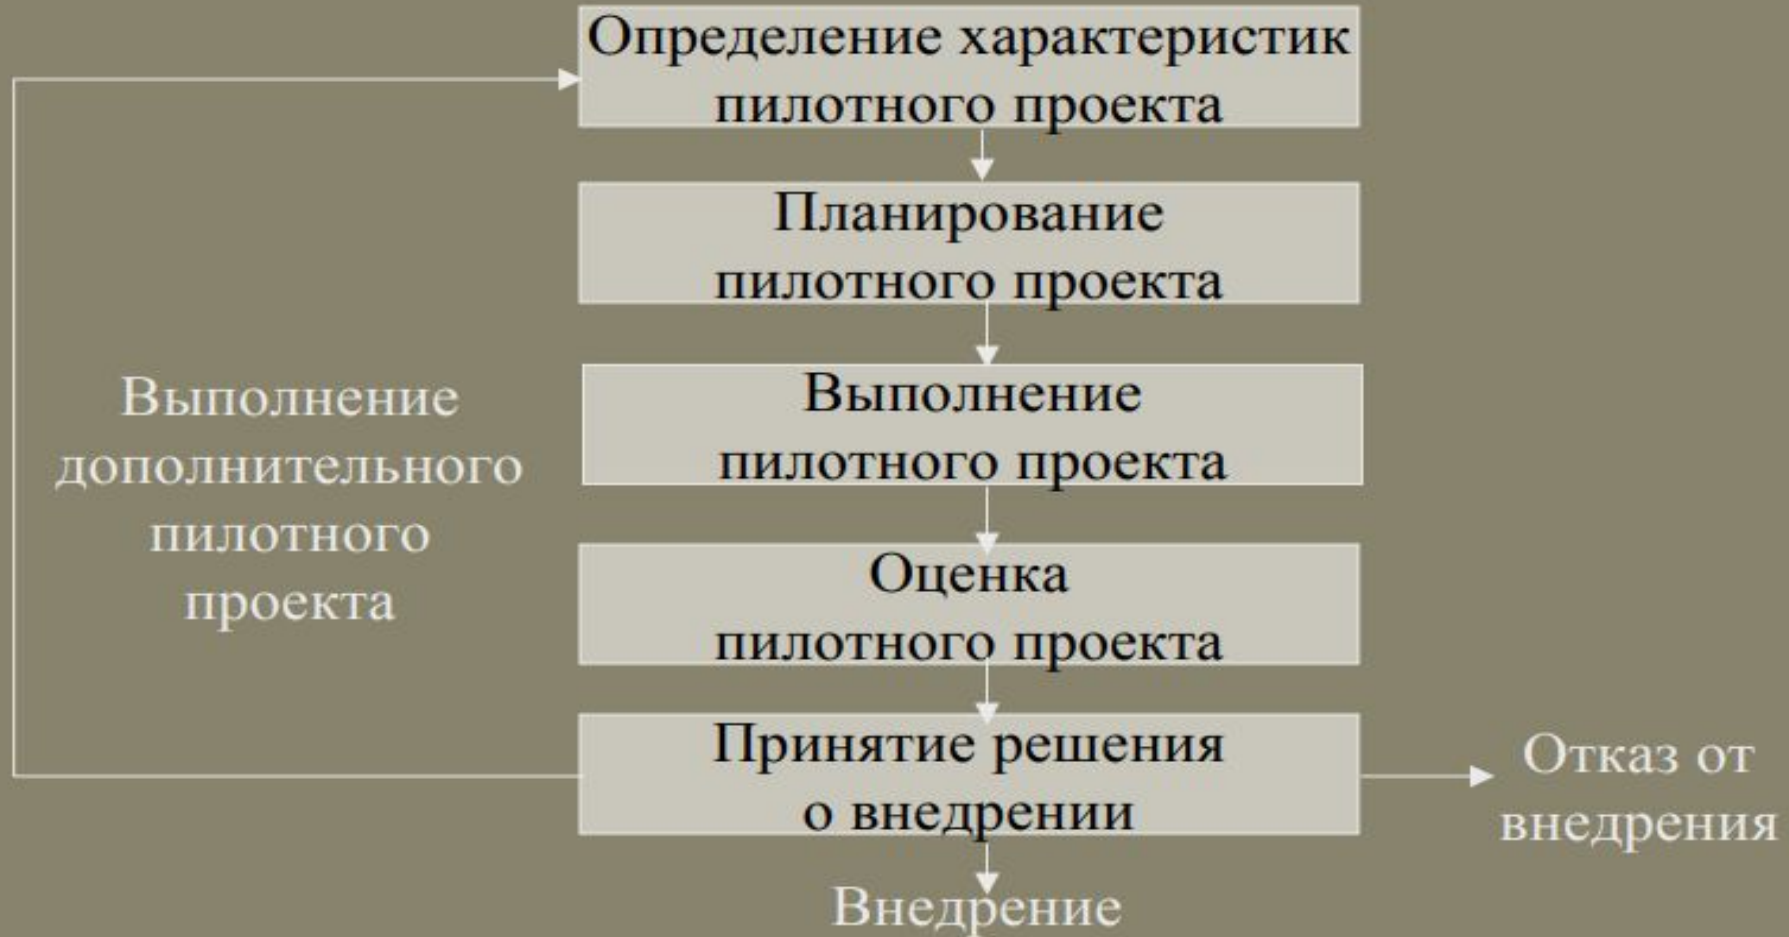 Определение характеристик
пилотного проекта
Планирование
пилотного проекта
Выполнение
пилотного проекта
Выполнение
дополнительного
пилотного
проекта
Оценка
пилотного проекта
Принятие решения
о внедрении
Отказ от
внедрения
Внедрение